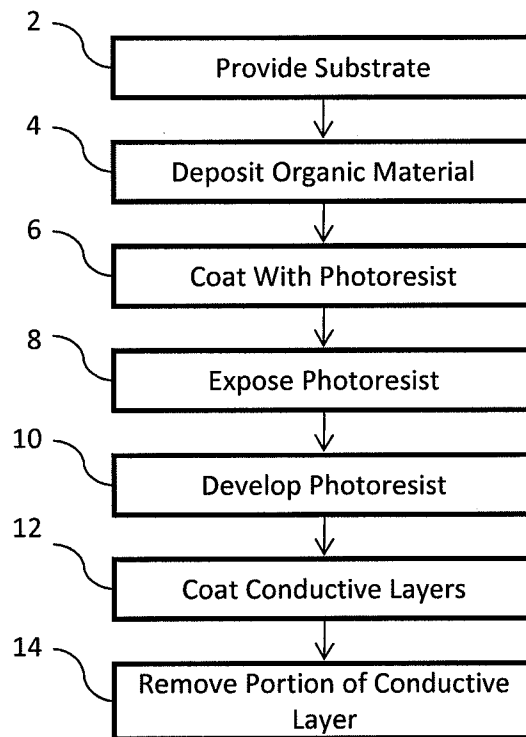 2
Provide Substrate
4
Deposit Organic Material
6
Coat With Photoresist
8
Expose Photoresist
10
Develop Photoresist
12
Coat Conductive Layers
14
Remove Portion of Conductive
Layer